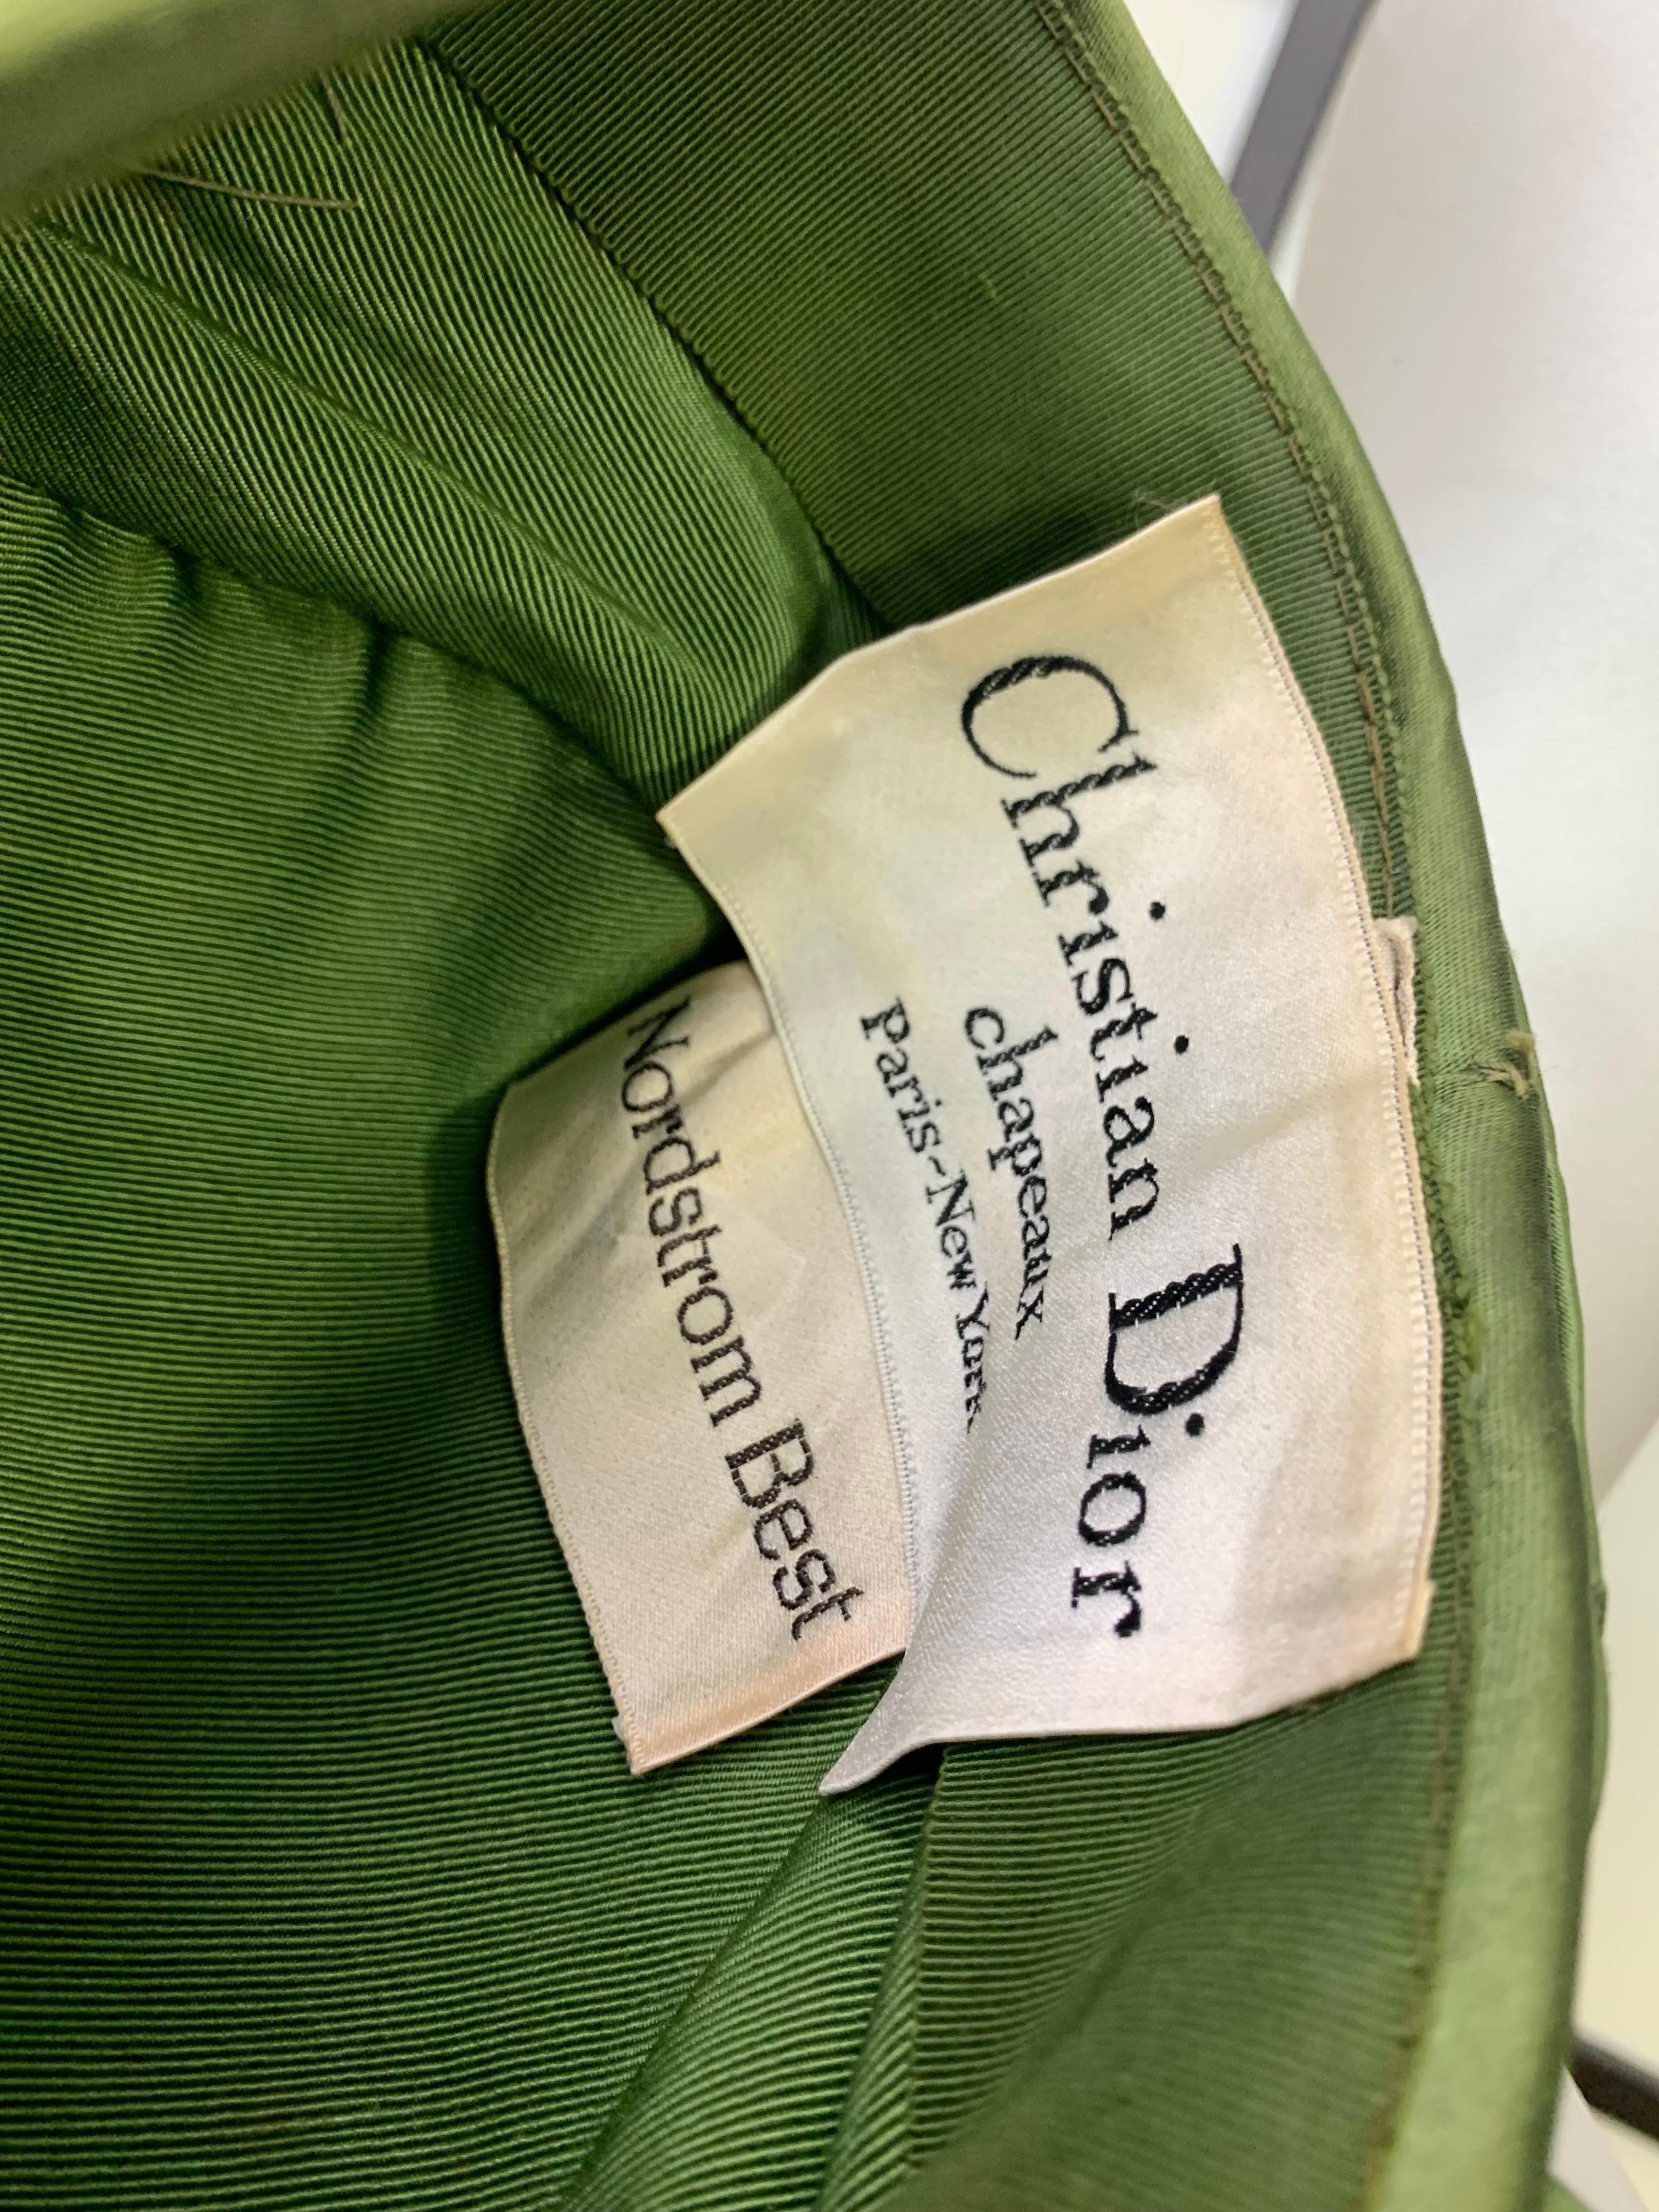 Christian Dior
chapeaux
Paris-New York
Nordstrom Best